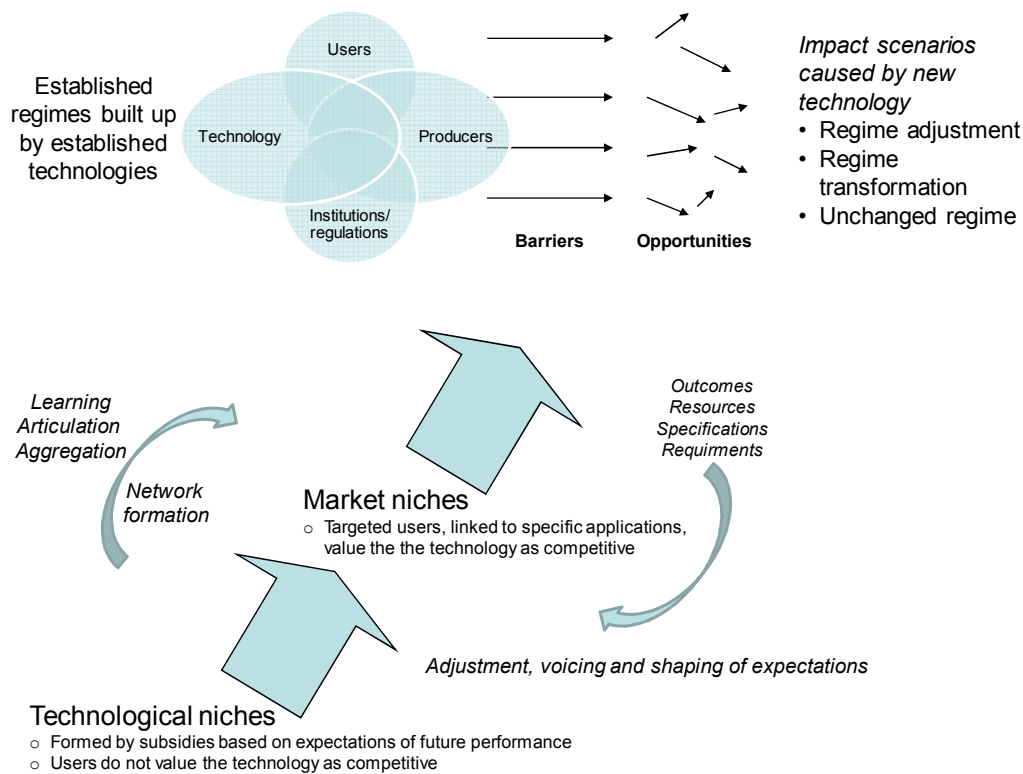 Established
regimes built up
by established
technologies
Users
Technology
Producers
Institutions/
regulations
Barriers
Opportunities
Impact scenarios
caused by new
technology
• Regime adjustment
• Regime
transformation
• Unchanged regime
Learning
Articulation
Aggregation
Network
formation
Outcomes
Resources
Specifications
Requirments
Market niches
○ Targeted users, linked to specific applications,
value the the technology as competitive
Adjustment, voicing and shaping of expectations
Technological niches
○ Formed by subsidies based on expectations of future performance
○ Users do not value the technology as competitive